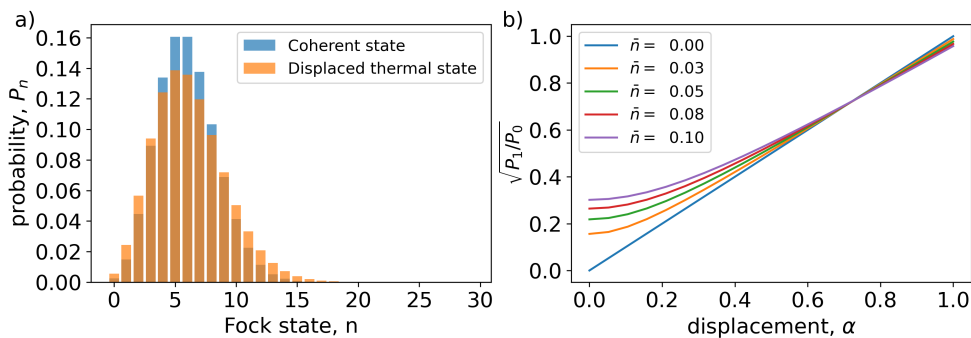 a)
probability, Pn
0.16
0.14
0.12
0.10
0.08
0.06
0.04
0.02
0.00
Coherent state
Displaced thermal state
0 5 10 15 20 25 30
Fock state, n
b)
√P1/P0
1.0
0.8
0.6
0.4
0.2
0.0
n̄ = 0.00
n̄ = 0.03
n̄ = 0.05
n̄ = 0.08
n̄ = 0.10
0.0 0.2 0.4 0.6 0.8 1.0
displacement, α